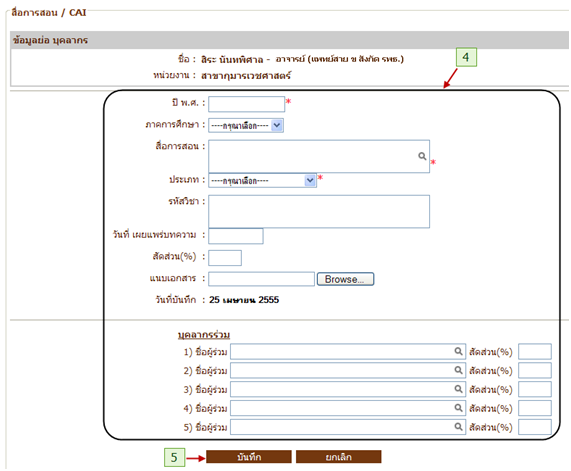 สื่อการสอน / CAI
ข้อมูลย่อ บุคลากร
ชื่อ : สิระ นันทพิศาล - อาจารย์ (แพทย์สาย ข สังกัด รพธ.)
หน่วยงาน : สาขากุมารเวชศาสตร์
4
ปี พ.ศ. : *
ภาคการศึกษา : ----กรุณาเลือก----
สื่อการสอน : *
ประเภท : ----กรุณาเลือก---- *
รหัสวิชา :
วันที่ เผยแพร่บทความ :
สัดส่วน(%) :
แนบเอกสาร : Browse...
วันที่บันทึก : 25 เมษายน 2555
บุคลากรร่วม
1) ชื่อผู้ร่วม สัดส่วน(%)
2) ชื่อผู้ร่วม สัดส่วน(%)
3) ชื่อผู้ร่วม สัดส่วน(%)
4) ชื่อผู้ร่วม สัดส่วน(%)
5) ชื่อผู้ร่วม สัดส่วน(%)
5 บันทึก ยกเลิก